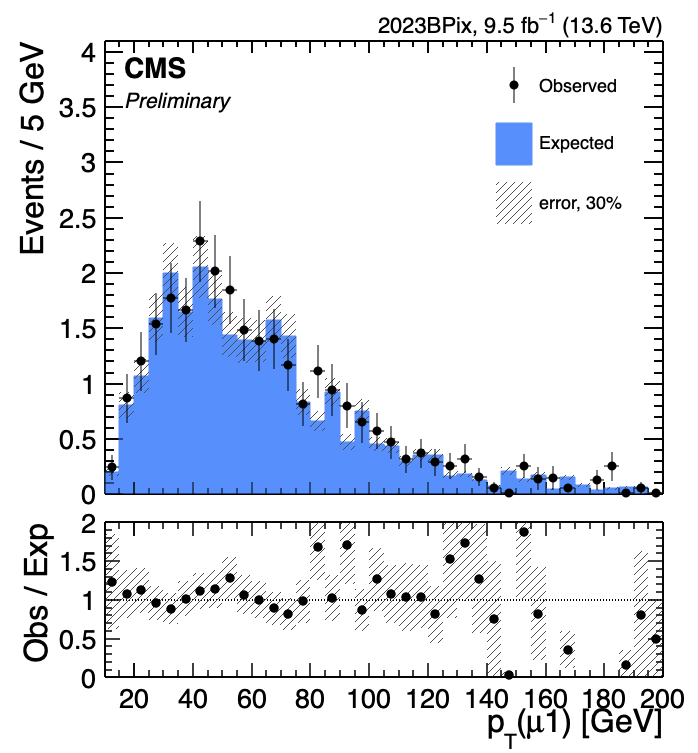 2023BPix, 9.5 fb⁻¹ (13.6 TeV)
CMS
Preliminary
Observed
Expected
error, 30%
Events / 5 GeV
4
3.5
3
2.5
2
1.5
1
0.5
0
Obs / Exp
2
1.5
1
0.5
0
20 40 60 80 100 120 140 160 180 200
p_T(μ1) [GeV]